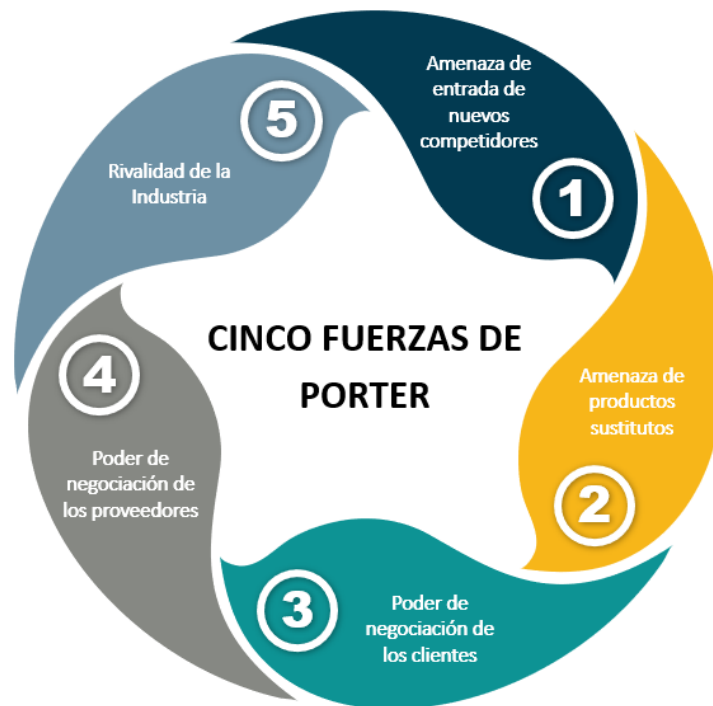 Amenaza de
entrada de
nuevos
competidores
1
Amenaza de
productos
sustitutos
2
3
Poder de
negociación de
los clientes
4
Poder de
negociación de
los proveedores
5
Rivalidad de la
Industria
CINCO FUERZAS DE
PORTER